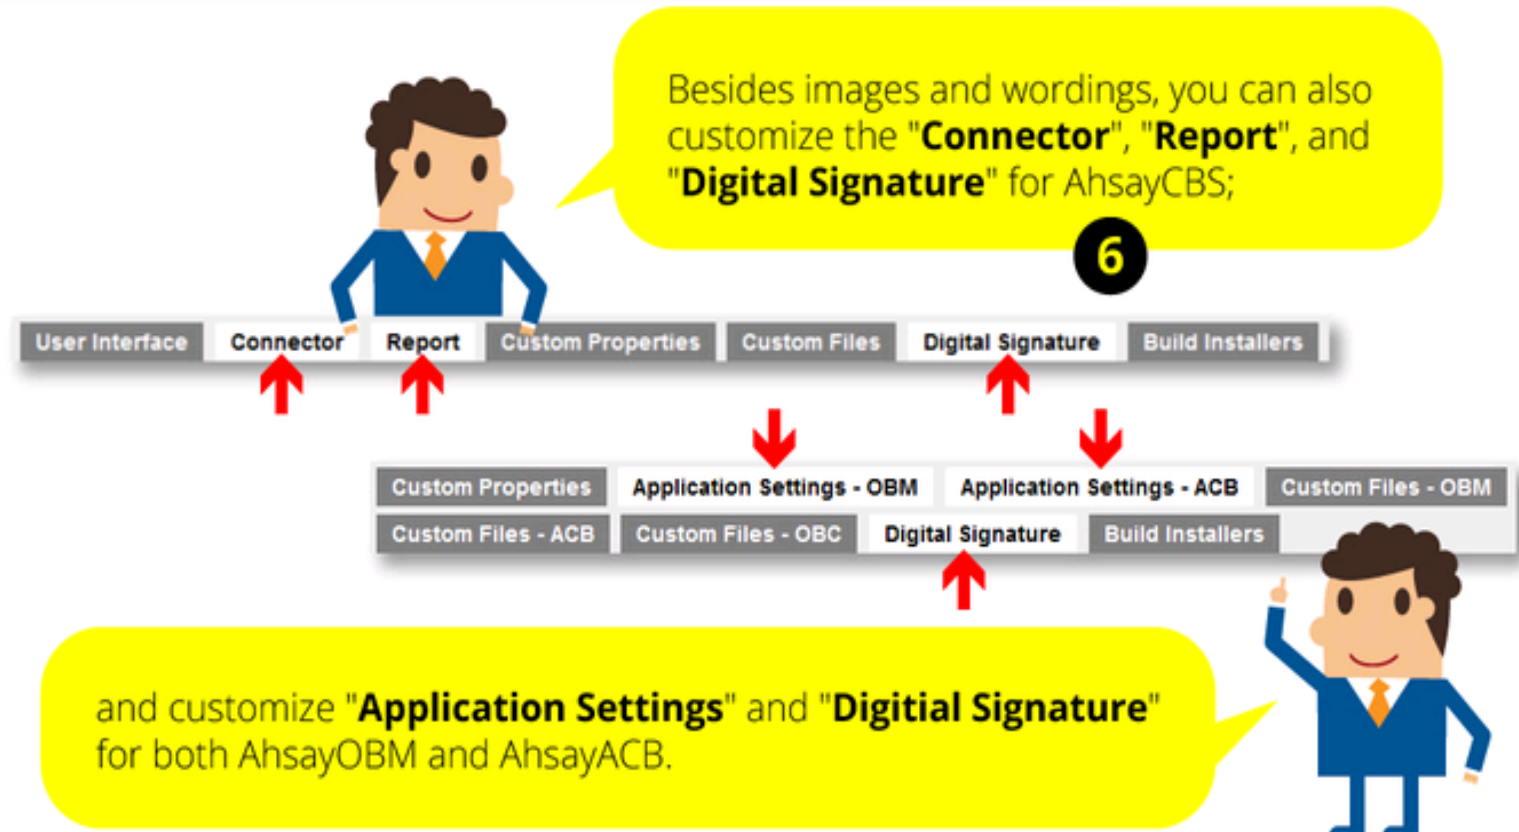 Besides images and wordings, you can also
customize the "Connector", "Report", and
"Digital Signature" for AhsayCBS;
6
User Interface Connector Report Custom Properties Custom Files Digital Signature Build Installers
Custom Properties Application Settings - OBM Application Settings - ACB Custom Files - OBM
Custom Files - ACB Custom Files - OBC Digital Signature Build Installers
and customize "Application Settings" and "Digitial Signature"
for both AhsayOBM and AhsayACB.